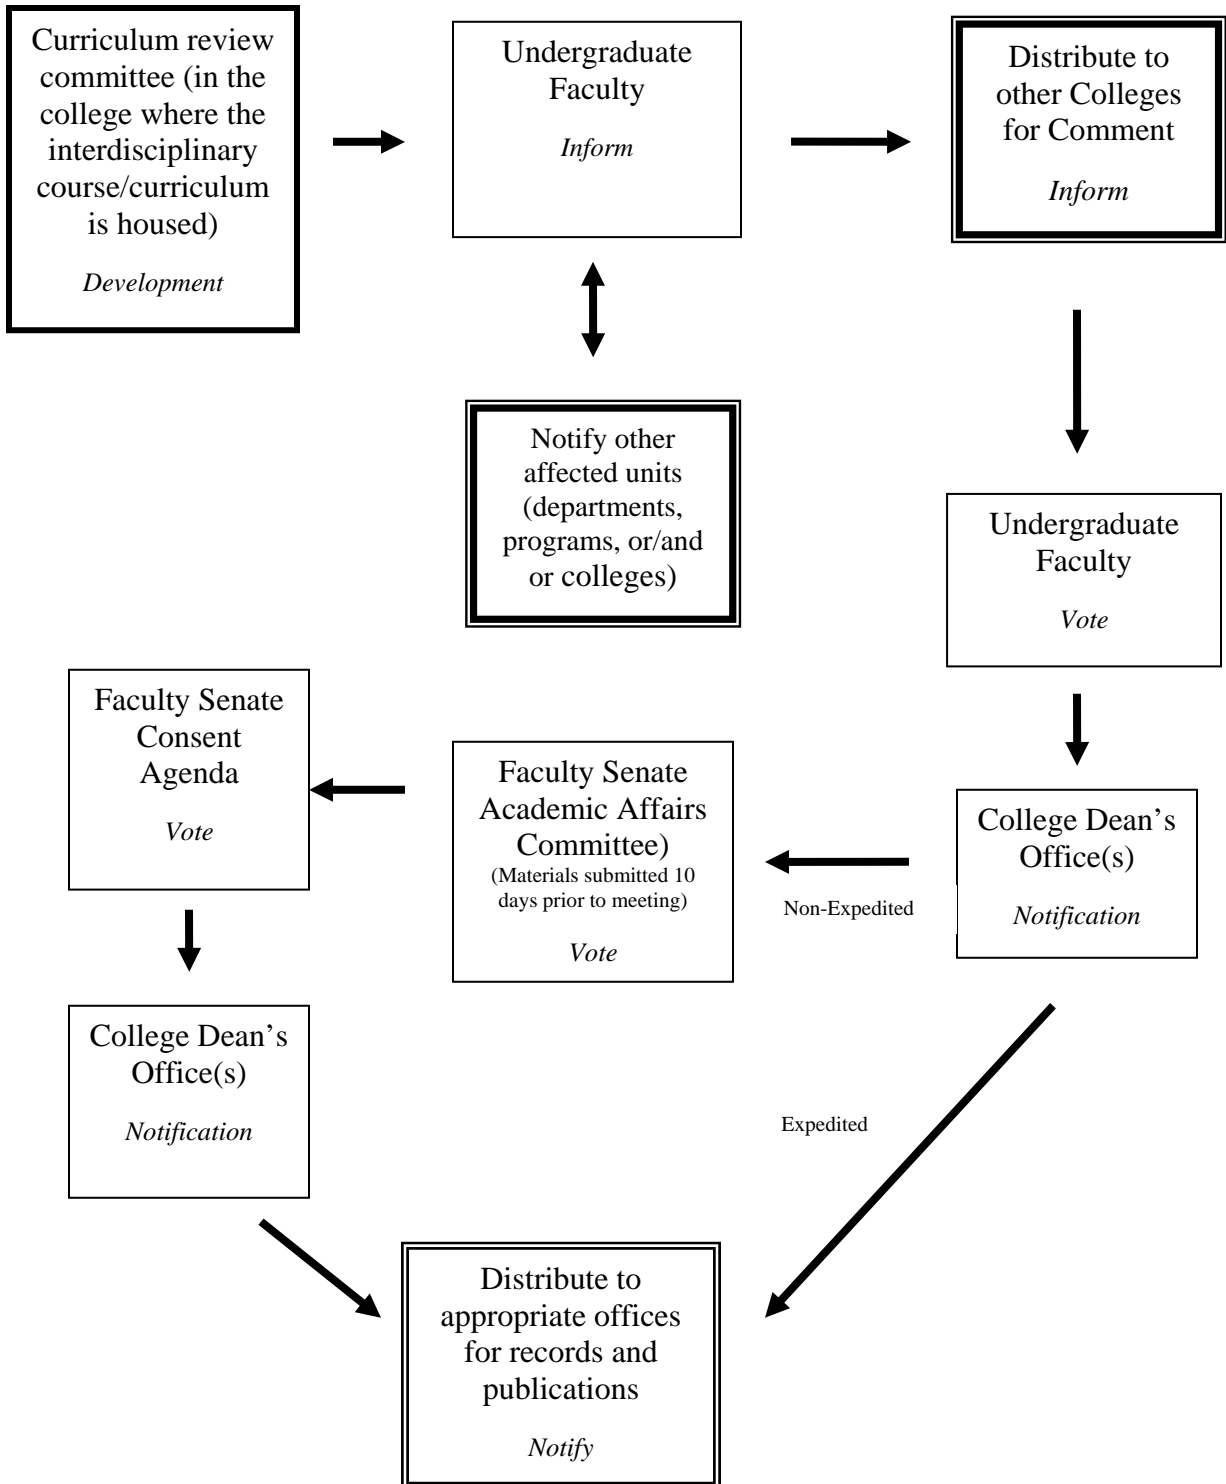 Curriculum review
committee (in the
college where the
interdisciplinary
course/curriculum
is housed)
Development
Undergraduate
Faculty
Inform
Distribute to
other Colleges
for Comment
Inform
Notify other
affected units
(departments,
programs, or/and
or colleges)
Undergraduate
Faculty
Vote
College Dean’s
Office(s)
Notification
Non-Expedited
Faculty Senate
Academic Affairs
Committee)
(Materials submitted 10
days prior to meeting)
Vote
Faculty Senate
Consent
Agenda
Vote
College Dean’s
Office(s)
Notification
Expedited
Distribute to
appropriate offices
for records and
publications
Notify